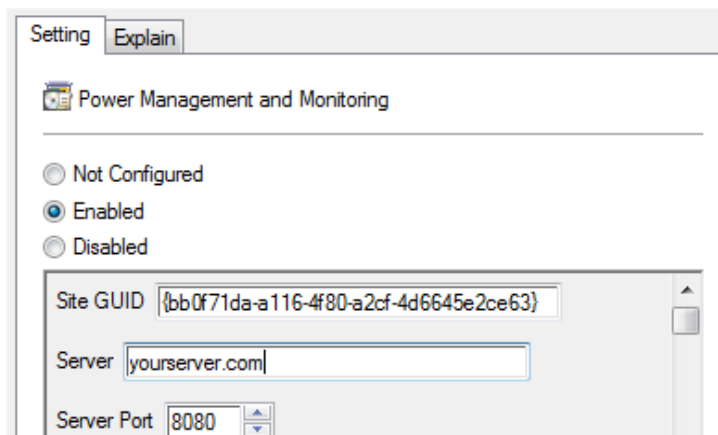 Setting Explain
Power Management and Monitoring
Not Configured
Enabled
Disabled
Site GUID {bb0f71da-a116-4f80-a2cf-4d6645e2ce63}
Server yourserver.com
Server Port 8080